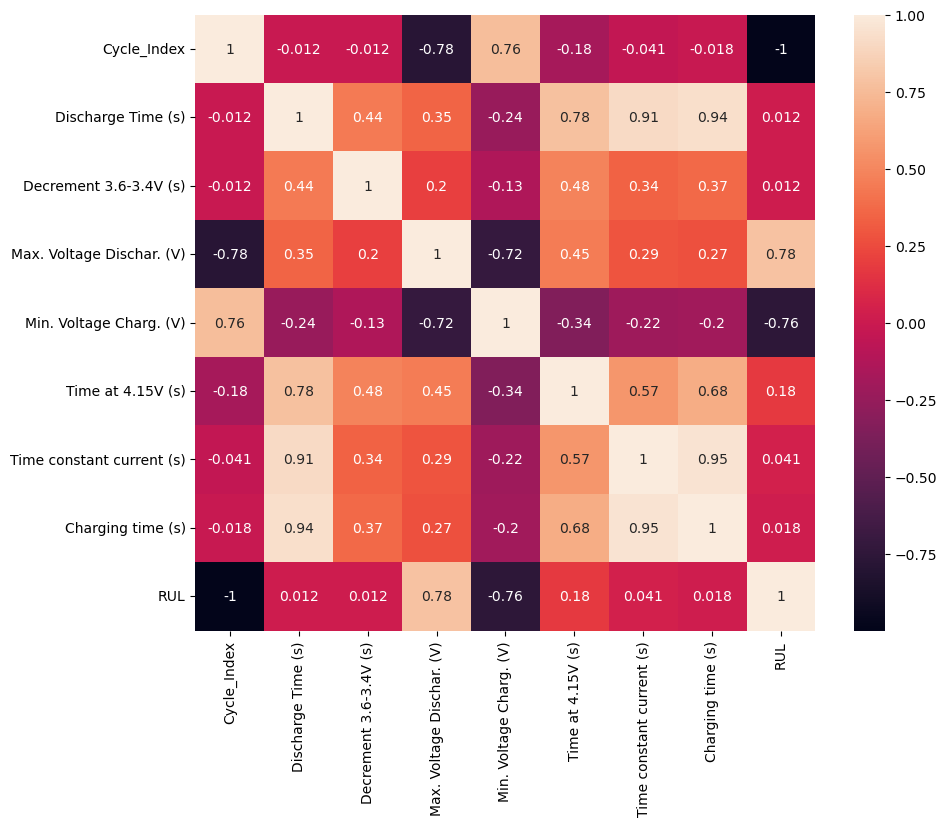 Cycle_Index 1 -0.012 -0.012 -0.78 0.76 -0.18 -0.041 -0.018 -1
Discharge Time (s) -0.012 1 0.44 0.35 -0.24 0.78 0.91 0.94 0.012
Decrement 3.6-3.4V (s) -0.012 0.44 1 0.2 -0.13 0.48 0.34 0.37 0.012
Max. Voltage Dischar. (V) -0.78 0.35 0.2 1 -0.72 0.45 0.29 0.27 0.78
Min. Voltage Charg. (V) 0.76 -0.24 -0.13 -0.72 1 -0.34 -0.22 -0.2 -0.76
Time at 4.15V (s) -0.18 0.78 0.48 0.45 -0.34 1 0.57 0.68 0.18
Time constant current (s) -0.041 0.91 0.34 0.29 -0.22 0.57 1 0.95 0.041
Charging time (s) -0.018 0.94 0.37 0.27 -0.2 0.68 0.95 1 0.018
RUL -1 0.012 0.012 0.78 -0.76 0.18 0.041 0.018 1
Cycle_Index
Discharge Time (s)
Decrement 3.6-3.4V (s)
Max. Voltage Dischar. (V)
Min. Voltage Charg. (V)
Time at 4.15V (s)
Time constant current (s)
Charging time (s)
RUL
1.00
0.75
0.50
0.25
0.00
−0.25
−0.50
−0.75